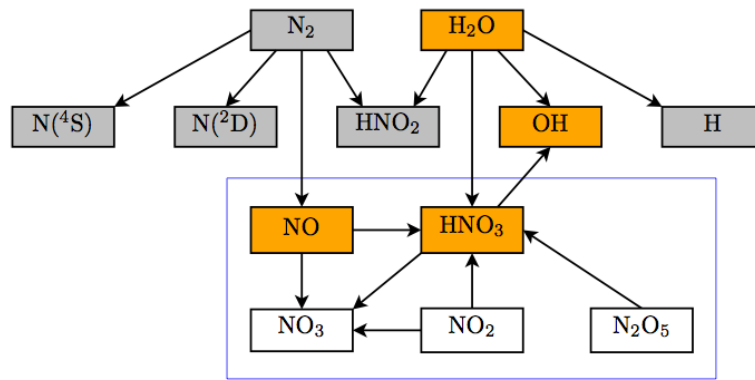 N₂ H₂O
N(⁴S) N(²D) HNO₂ OH H
NO HNO₃
NO₃ NO₂ N₂O₅